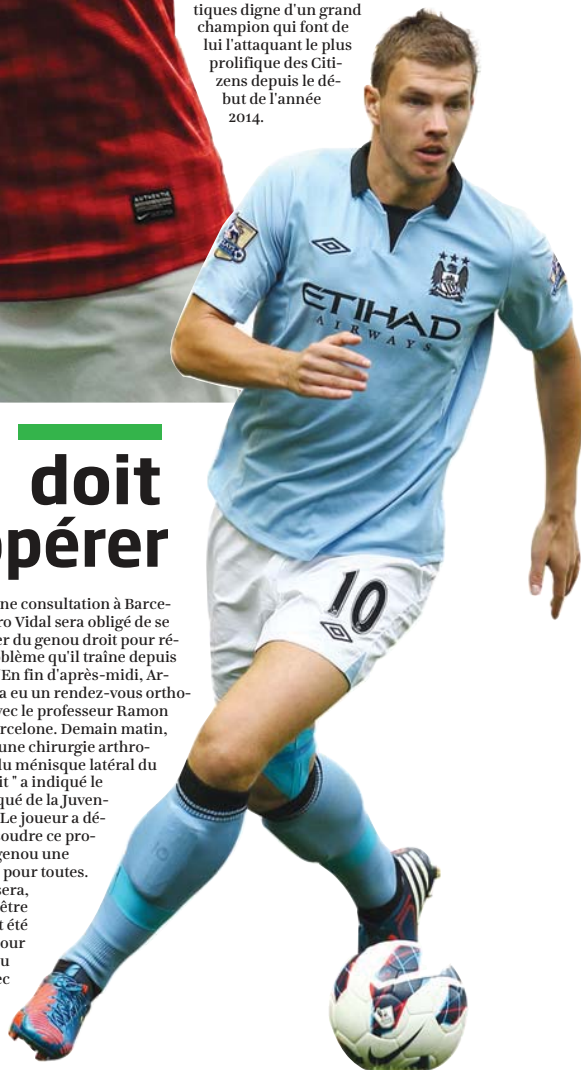 tiques digne d'un grand
champion qui font de
lui l'attaquant le plus
prolifique des Citi-
zens depuis le dé-
but de l'année
2014.
AUTHENTIC
ETIHAD
AIRWAYS
10
doit
pérer
ne consultation à Barce-
ro Vidal sera obligé de se
er du genou droit pour ré-
oblème qu'il traîne depuis
En fin d'après-midi, Ar-
a eu un rendez-vous ortho-
vec le professeur Ramon
rcelone. Demain matin,
une chirurgie arthro-
du ménisque latéral du
it " a indiqué le
qué de la Juven-
Le joueur a dé-
soudre ce pro-
genou une
pour toutes.
sera,
être
t été
our
u
ec